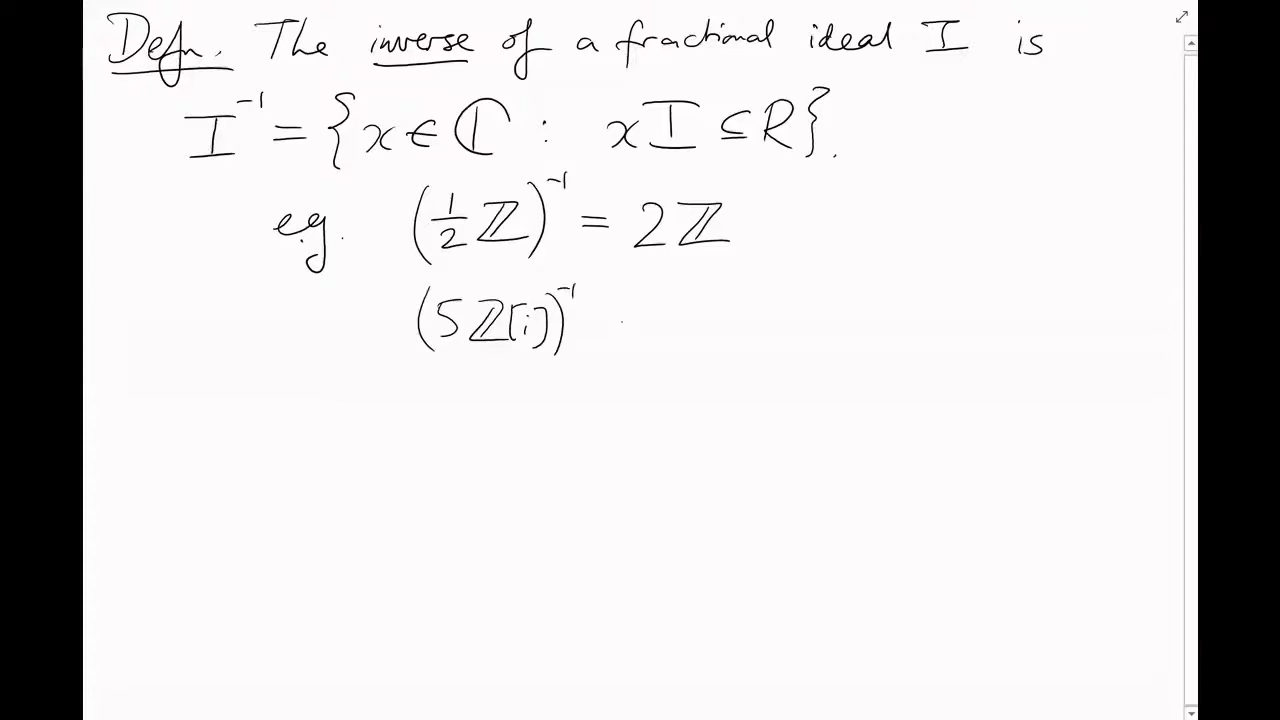 Defn. The inverse of a fractional ideal I is
I⁻¹ = {x ∈ ℂ : xI ⊆ R}.
e.g. (½ℤ)⁻¹ = 2ℤ
(5ℤ[i])⁻¹